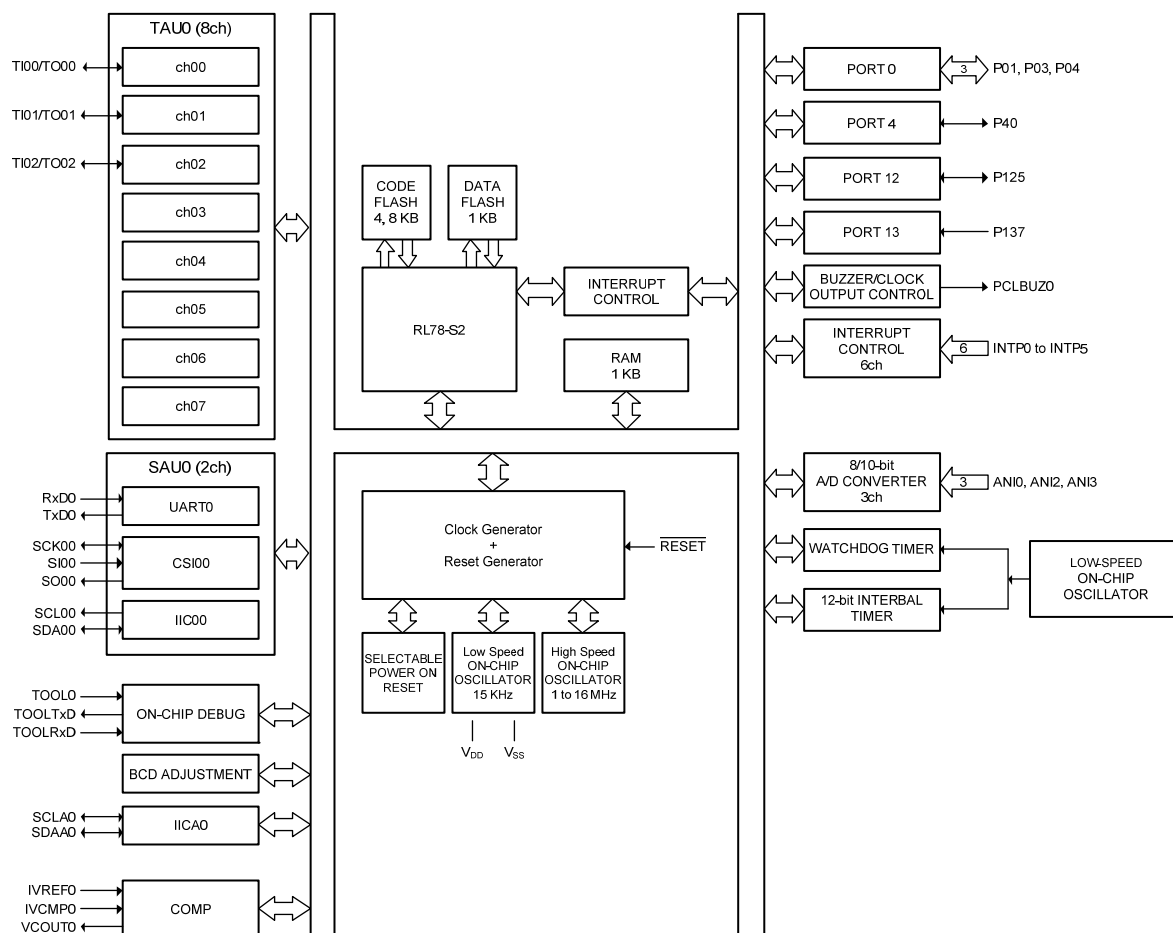 TAU0 (8ch)
TI00/TO00
ch00
TI01/TO01
ch01
TI02/TO02
ch02
ch03
ch04
ch05
ch06
ch07
SAU0 (2ch)
RxD0
TxD0
UART0
SCK00
SI00
SO00
CSI00
SCL00
SDA00
IIC00
TOOL0
TOOLTxD
TOOLRxD
ON-CHIP DEBUG
BCD ADJUSTMENT
SCLA0
SDAA0
IICA0
IVREF0
IVCMP0
VCOUT0
COMP
CODE
FLASH
4, 8 KB
DATA
FLASH
1 KB
RL78-S2
INTERRUPT
CONTROL
RAM
1 KB
Clock Generator
+
Reset Generator
RESET
SELECTABLE
POWER ON
RESET
Low Speed
ON-CHIP
OSCILLATOR
15 KHz
High Speed
ON-CHIP
OSCILLATOR
1 to 16 MHz
VDD
VSS
PORT 0
3
P01, P03, P04
PORT 4
P40
PORT 12
P125
PORT 13
P137
BUZZER/CLOCK
OUTPUT CONTROL
PCLBUZ0
INTERRUPT
CONTROL
6ch
6
INTP0 to INTP5
8/10-bit
A/D CONVERTER
3ch
3
ANI0, ANI2, ANI3
WATCHDOG TIMER
12-bit INTERBAL
TIMER
LOW-SPEED
ON-CHIP
OSCILLATOR